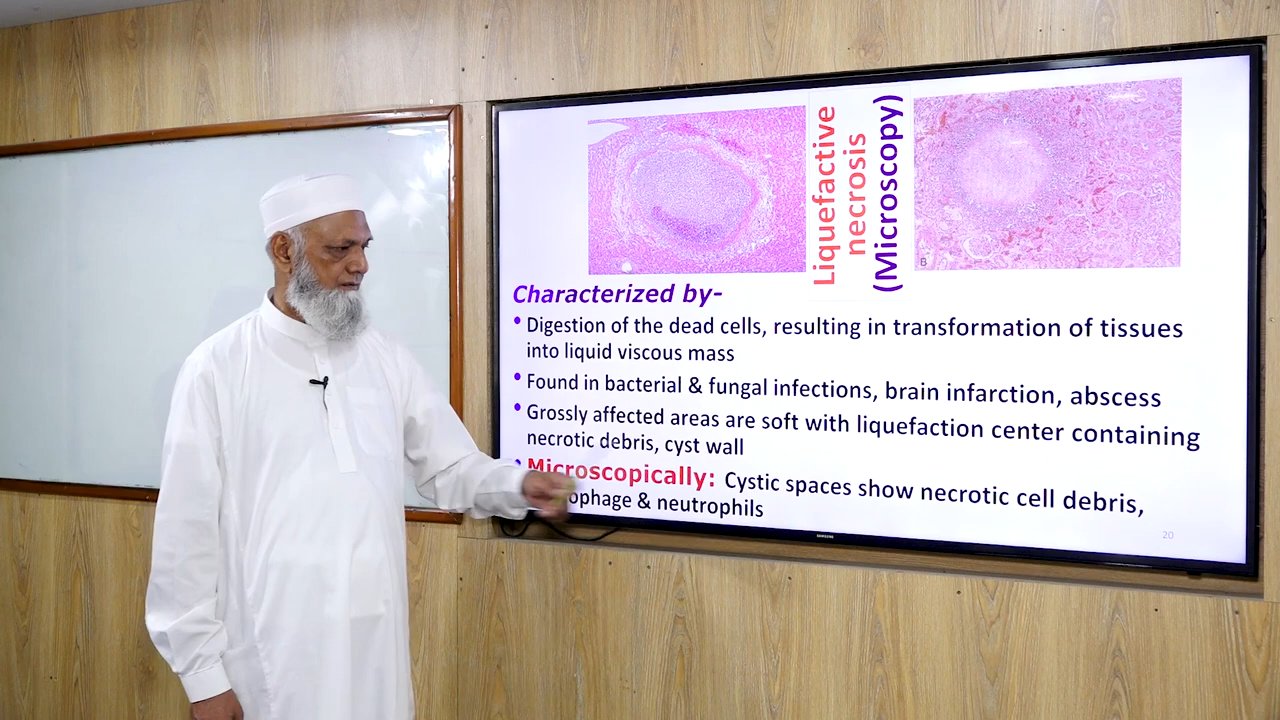 Liquefactive
necrosis
(Microscopy)
B
Characterized by-
• Digestion of the dead cells, resulting in transformation of tissues
into liquid viscous mass
• Found in bacterial & fungal infections, brain infarction, abscess
• Grossly affected areas are soft with liquefaction center containing
necrotic debris, cyst wall
• Microscopically: Cystic spaces show necrotic cell debris,
& neutrophils
20
SAMSUNG